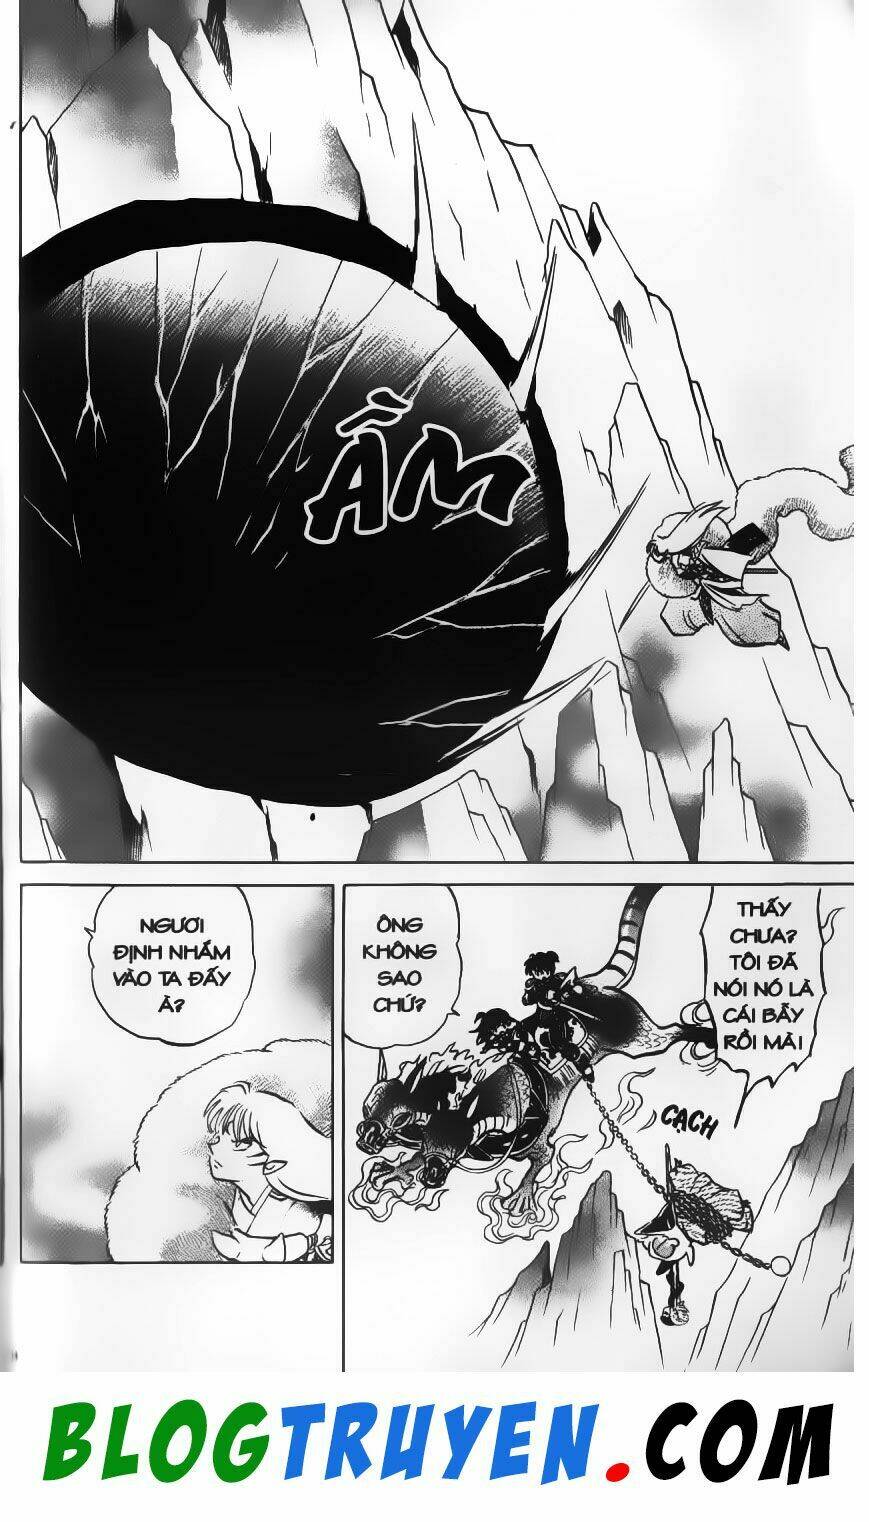 ẦM
THẤY
CHƯA?
TÔI ĐÃ
NÓI NÓ LÀ
CÁI BẪY
RỒI MÀI
ÔNG
KHÔNG
SAO
CHỨ?
CẠCH
NGƯƠI
ĐỊNH NHẮM
VÀO TA ĐẤY
À?
BLOGTRUYEN.COM